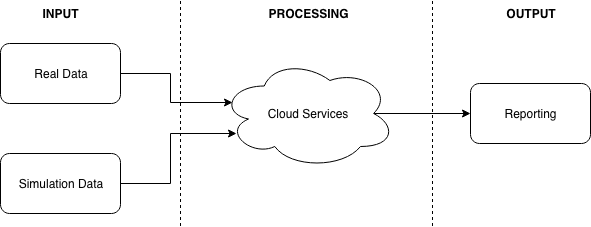 INPUT
PROCESSING
OUTPUT
Real Data
Cloud Services
Reporting
Simulation Data